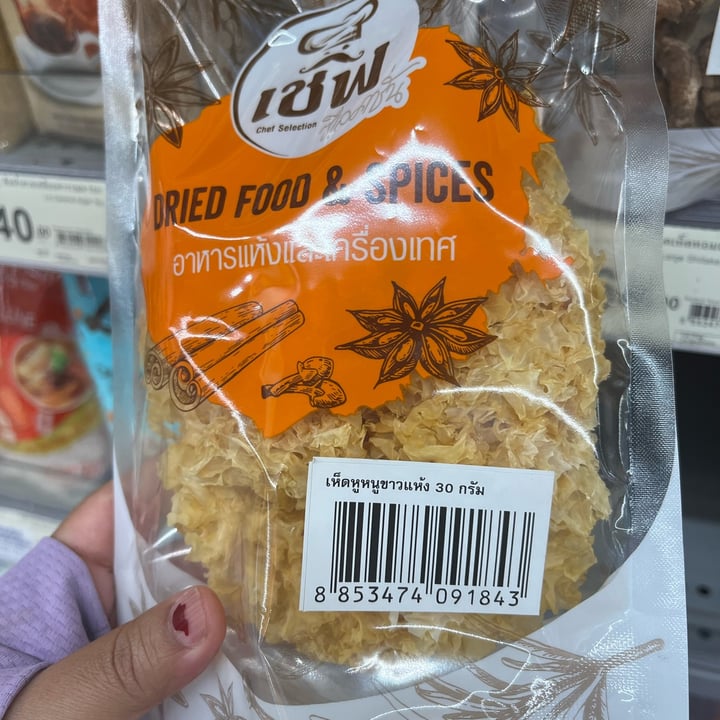 เชฟ
Chef Selection
DRIED FOOD & SPICES
อาหารแห้งและเครื่องเทศ
เห็ดหูหนูขาวแห้ง 30 กรัม
8 853474 091843
40